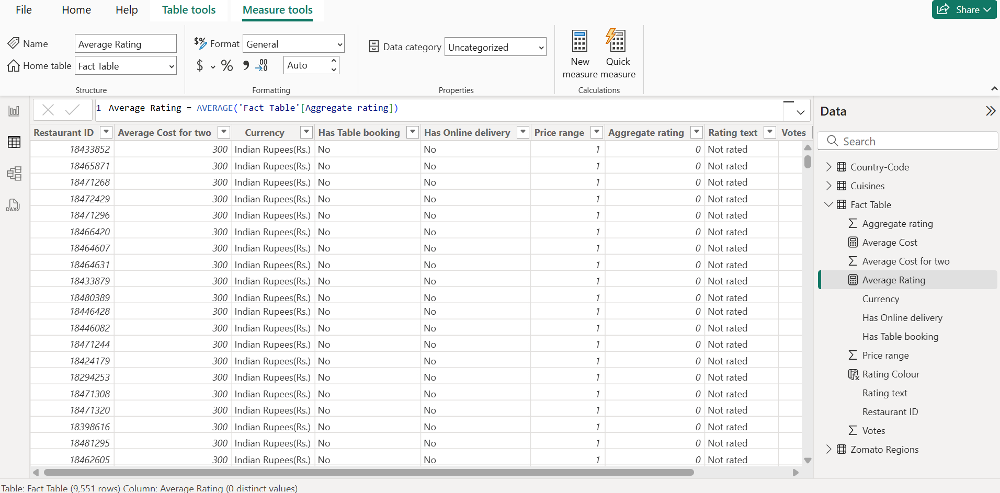 File Home Help Table tools Measure tools Share
Name Average Rating
Home table Fact Table
Structure
$% Format General
$ % , .00 Auto
Formatting
Data category Uncategorized
Properties
New measure
Quick measure
Calculations
1 Average Rating = AVERAGE('Fact Table'[Aggregate rating])
Restaurant ID Average Cost for two Currency Has Table booking Has Online delivery Price range Aggregate rating Rating text Votes
18433852 300 Indian Rupees(Rs.) No No 1 0 Not rated
18465871 300 Indian Rupees(Rs.) No No 1 0 Not rated
18471268 300 Indian Rupees(Rs.) No No 1 0 Not rated
18472429 300 Indian Rupees(Rs.) No No 1 0 Not rated
18471296 300 Indian Rupees(Rs.) No No 1 0 Not rated
18466420 300 Indian Rupees(Rs.) No No 1 0 Not rated
18464607 300 Indian Rupees(Rs.) No No 1 0 Not rated
18464631 300 Indian Rupees(Rs.) No No 1 0 Not rated
18433879 300 Indian Rupees(Rs.) No No 1 0 Not rated
18480389 300 Indian Rupees(Rs.) No No 1 0 Not rated
18446428 300 Indian Rupees(Rs.) No No 1 0 Not rated
18446082 300 Indian Rupees(Rs.) No No 1 0 Not rated
18471244 300 Indian Rupees(Rs.) No No 1 0 Not rated
18424179 300 Indian Rupees(Rs.) No No 1 0 Not rated
18294253 300 Indian Rupees(Rs.) No No 1 0 Not rated
18471308 300 Indian Rupees(Rs.) No No 1 0 Not rated
18471320 300 Indian Rupees(Rs.) No No 1 0 Not rated
18398616 300 Indian Rupees(Rs.) No No 1 0 Not rated
18481295 300 Indian Rupees(Rs.) No No 1 0 Not rated
18462605 300 Indian Rupees(Rs.) No No 1 0 Not rated
DAX
Data
Search
Country-Code
Cuisines
Fact Table
Aggregate rating
Average Cost
Average Cost for two
Average Rating
Currency
Has Online delivery
Has Table booking
Price range
Rating Colour
Rating text
Restaurant ID
Votes
Zomato Regions
Table: Fact Table (9,551 rows) Column: Average Rating (0 distinct values)